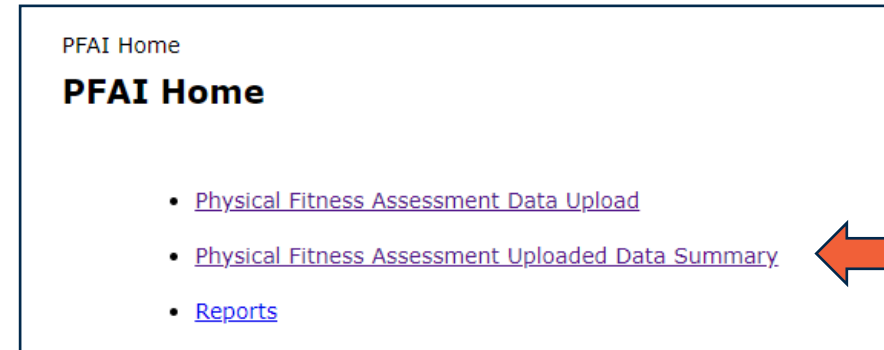 PFAI Home
PFAI Home
Physical Fitness Assessment Data Upload
Physical Fitness Assessment Uploaded Data Summary
Reports